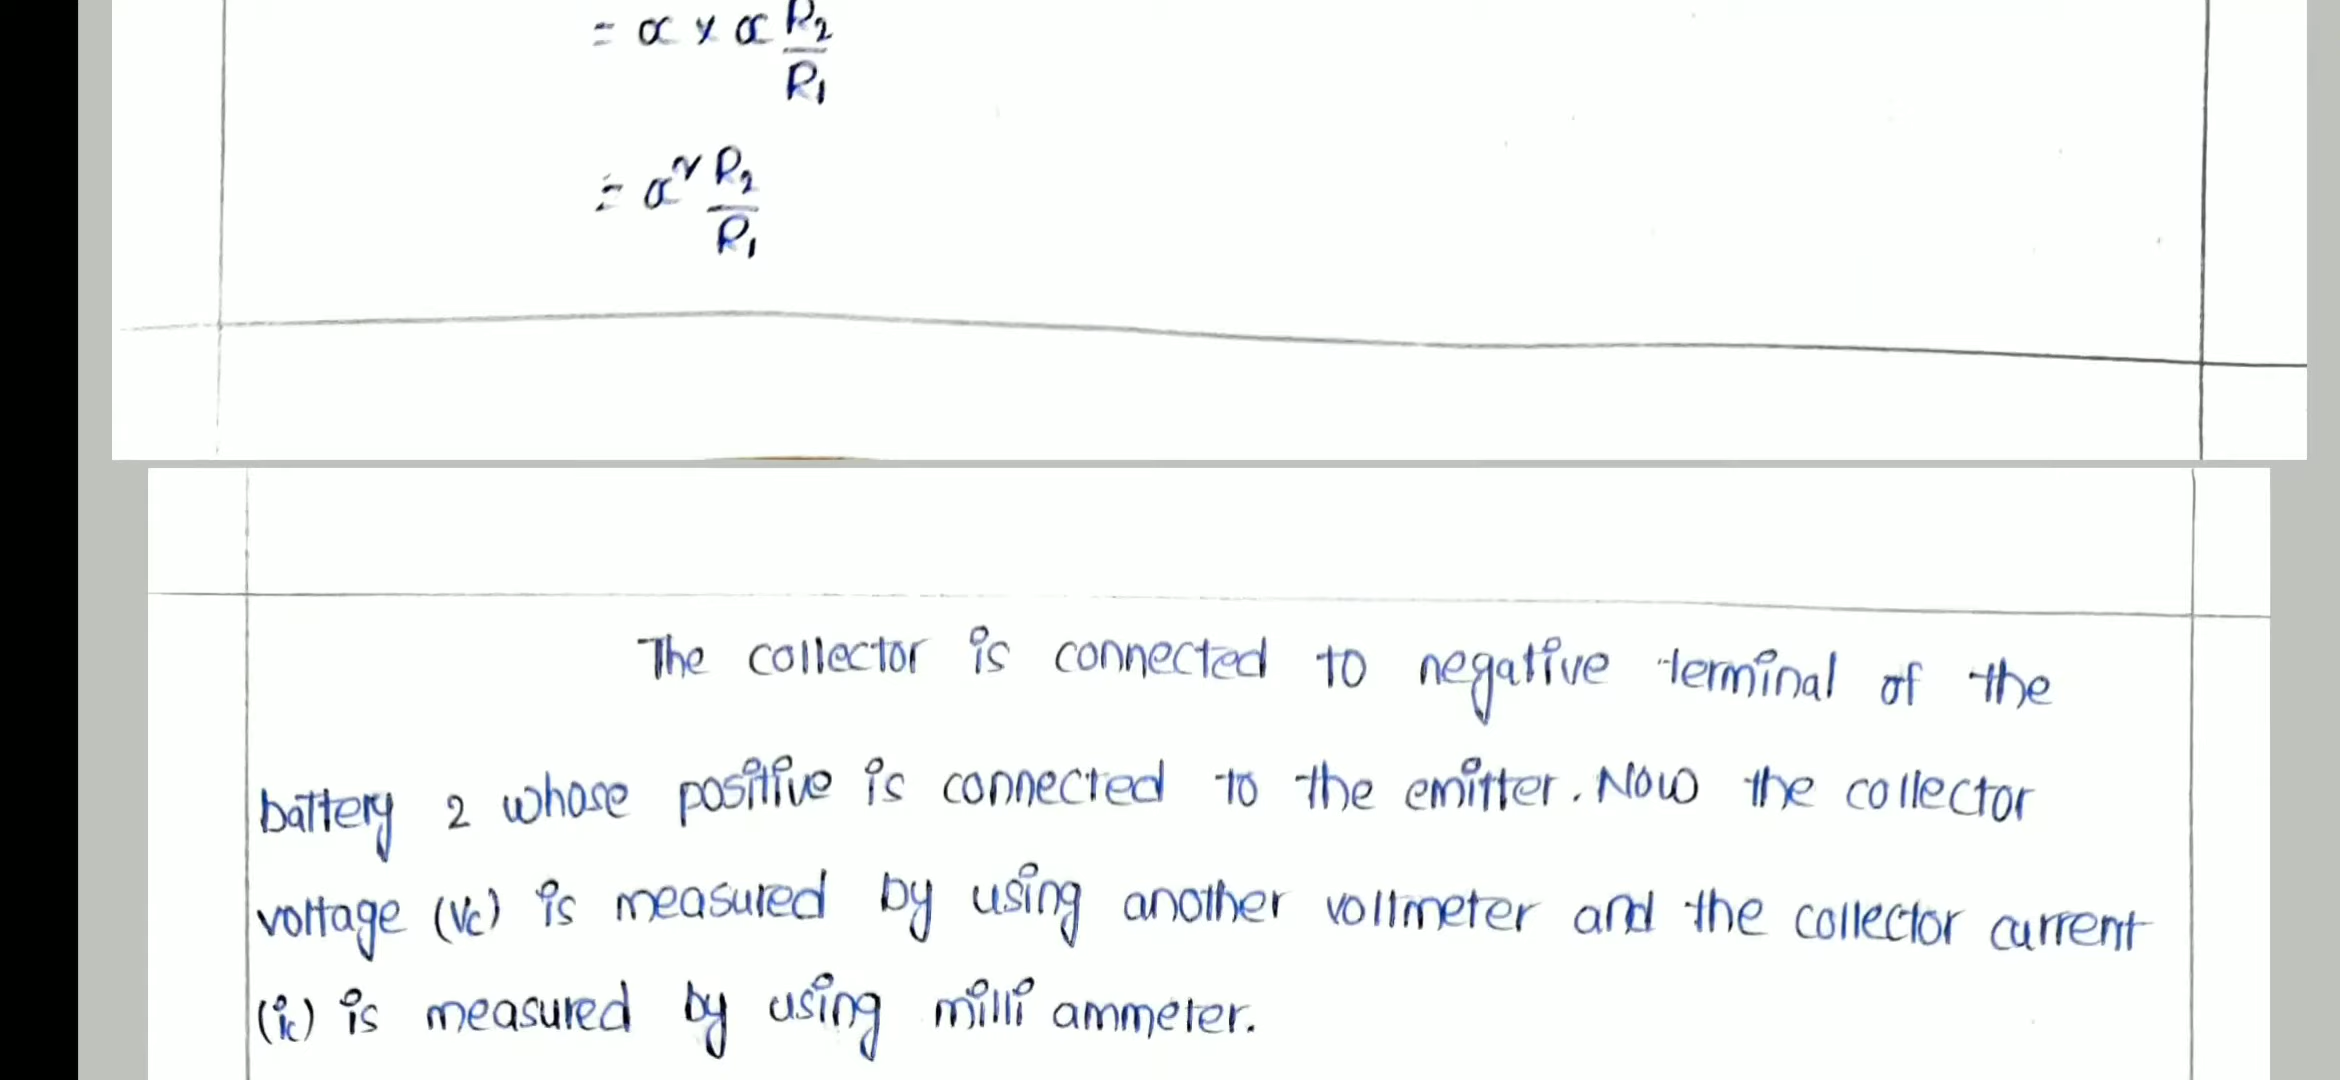 = α × α R₂/R₁
= α² R₂/R₁
The collector is connected to negative terminal of the
battery 2 whose positive is connected to the emitter. Now the collector
voltage (Vc) is measured by using another voltmeter and the collector current
(ic) is measured by using milli ammeter.